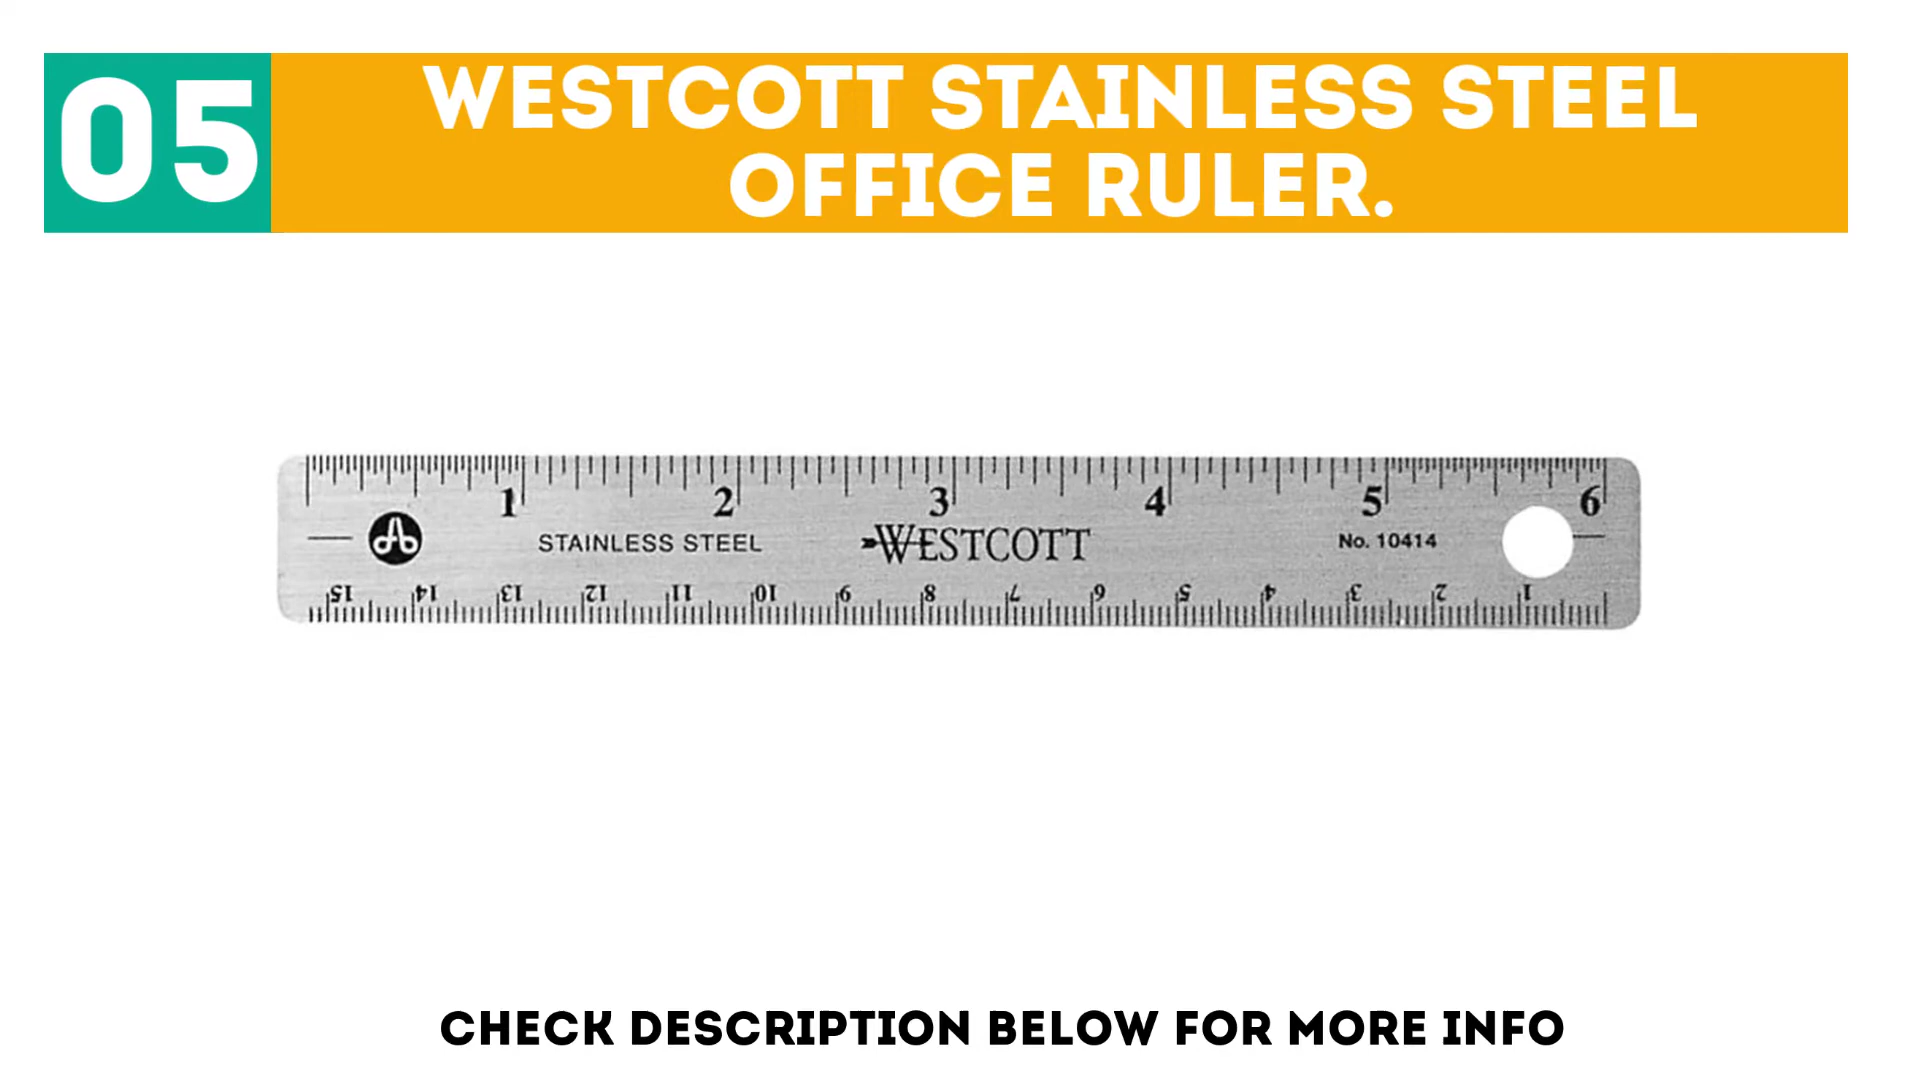 05
WESTCOTT STAINLESS STEEL
OFFICE RULER.
1 2 3 4 5 6
STAINLESS STEEL WESTCOTT No. 10414
15 14 13 12 11 10 9 8 7 6 5 4 3 2 1
CHECK DESCRIPTION BELOW FOR MORE INFO